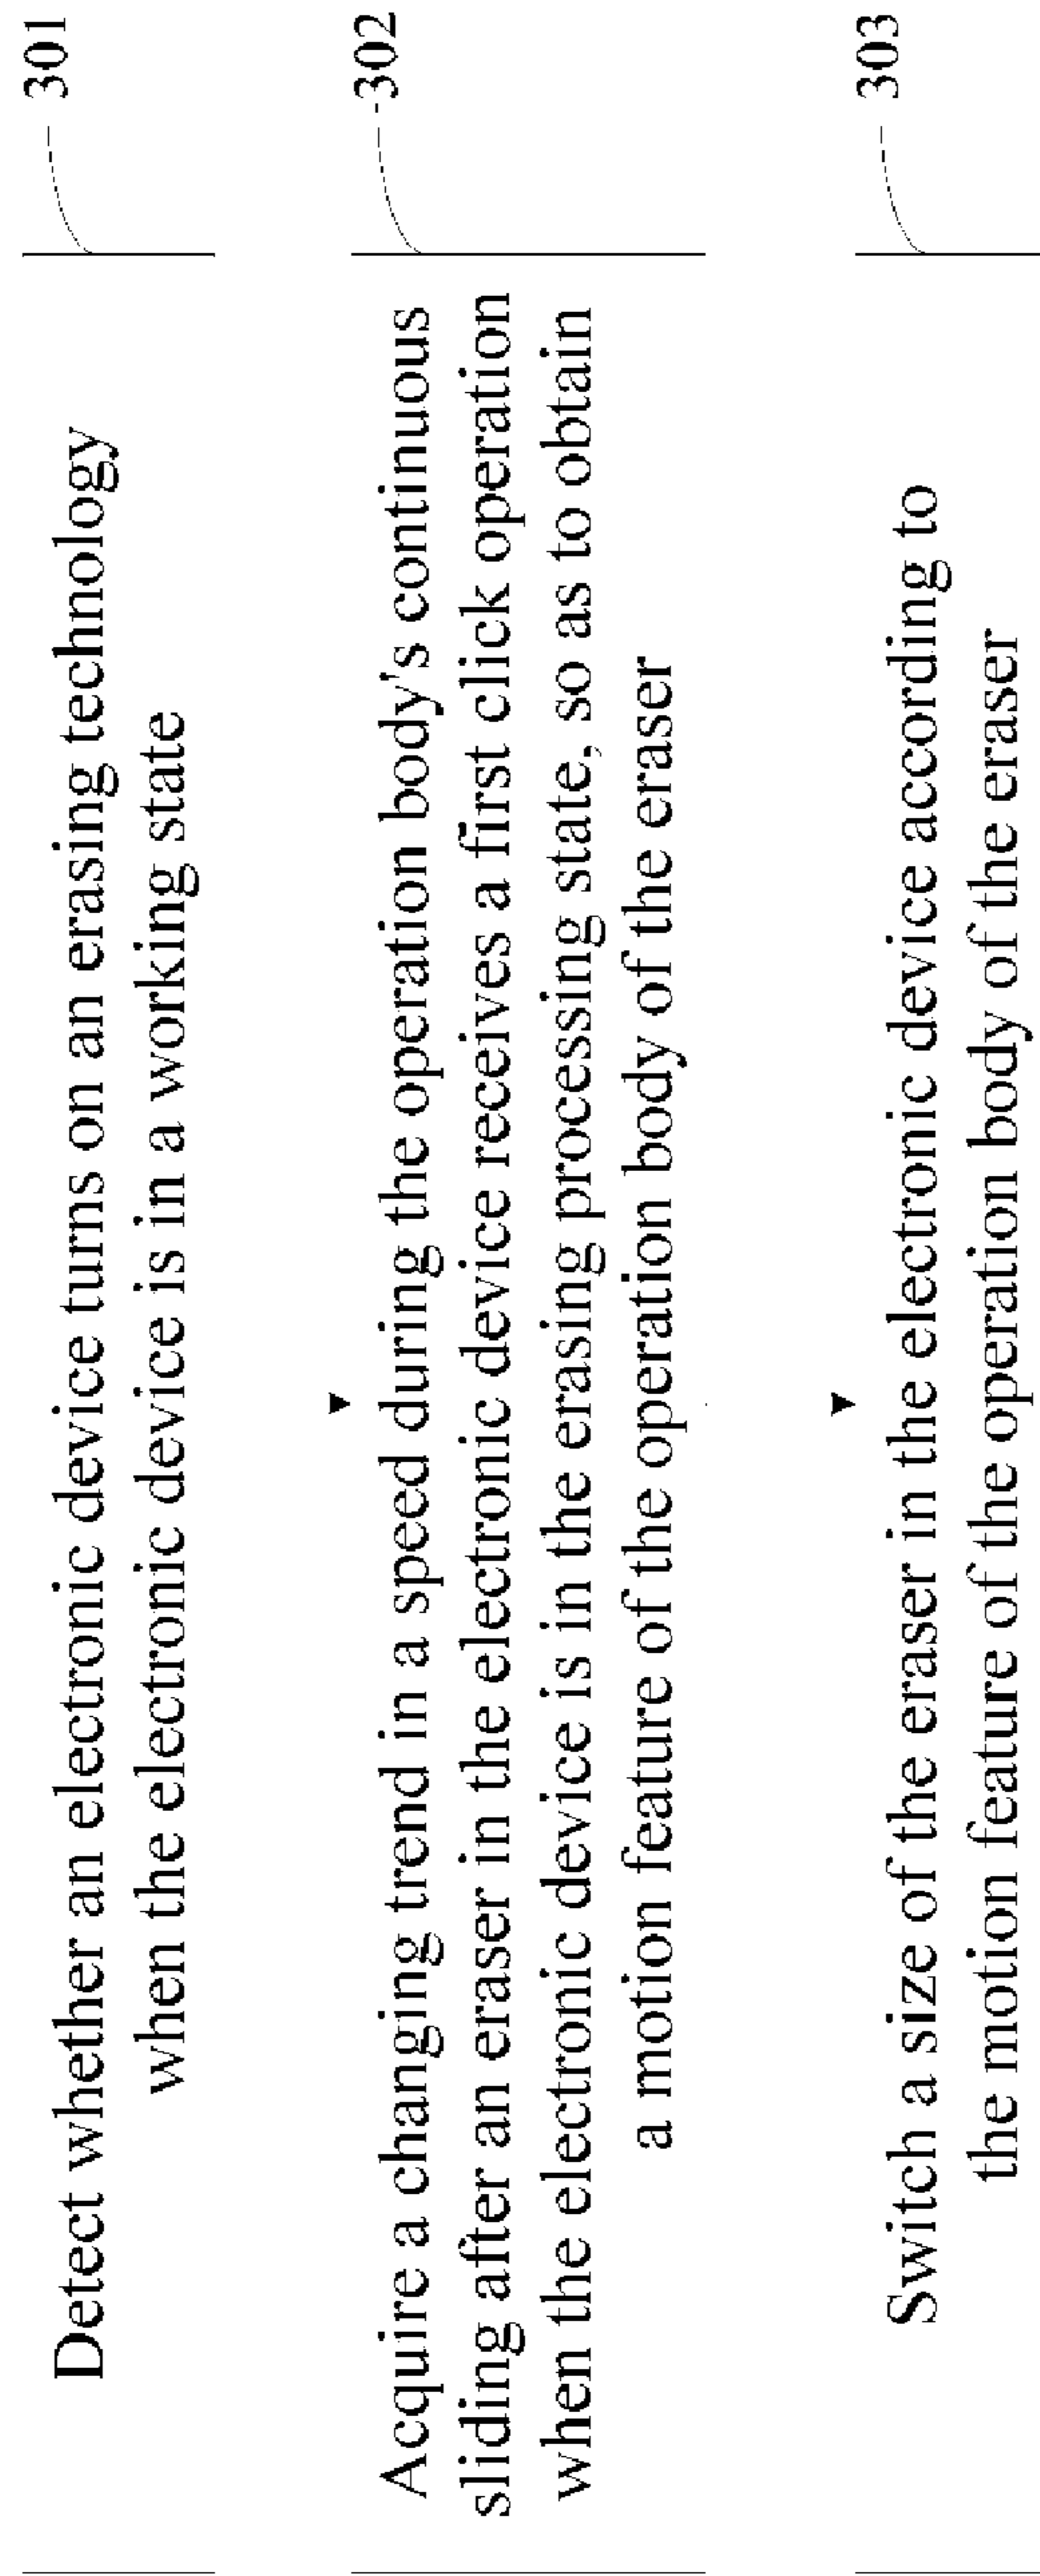 Detect whether an electronic device turns on an erasing technology
when the electronic device is in a working state
301
Acquire a changing trend in a speed during the operation body's continuous
sliding after an eraser in the electronic device receives a first click operation
when the electronic device is in the erasing processing state, so as to obtain
a motion feature of the operation body of the eraser
302
Switch a size of the eraser in the electronic device according to
the motion feature of the operation body of the eraser
303